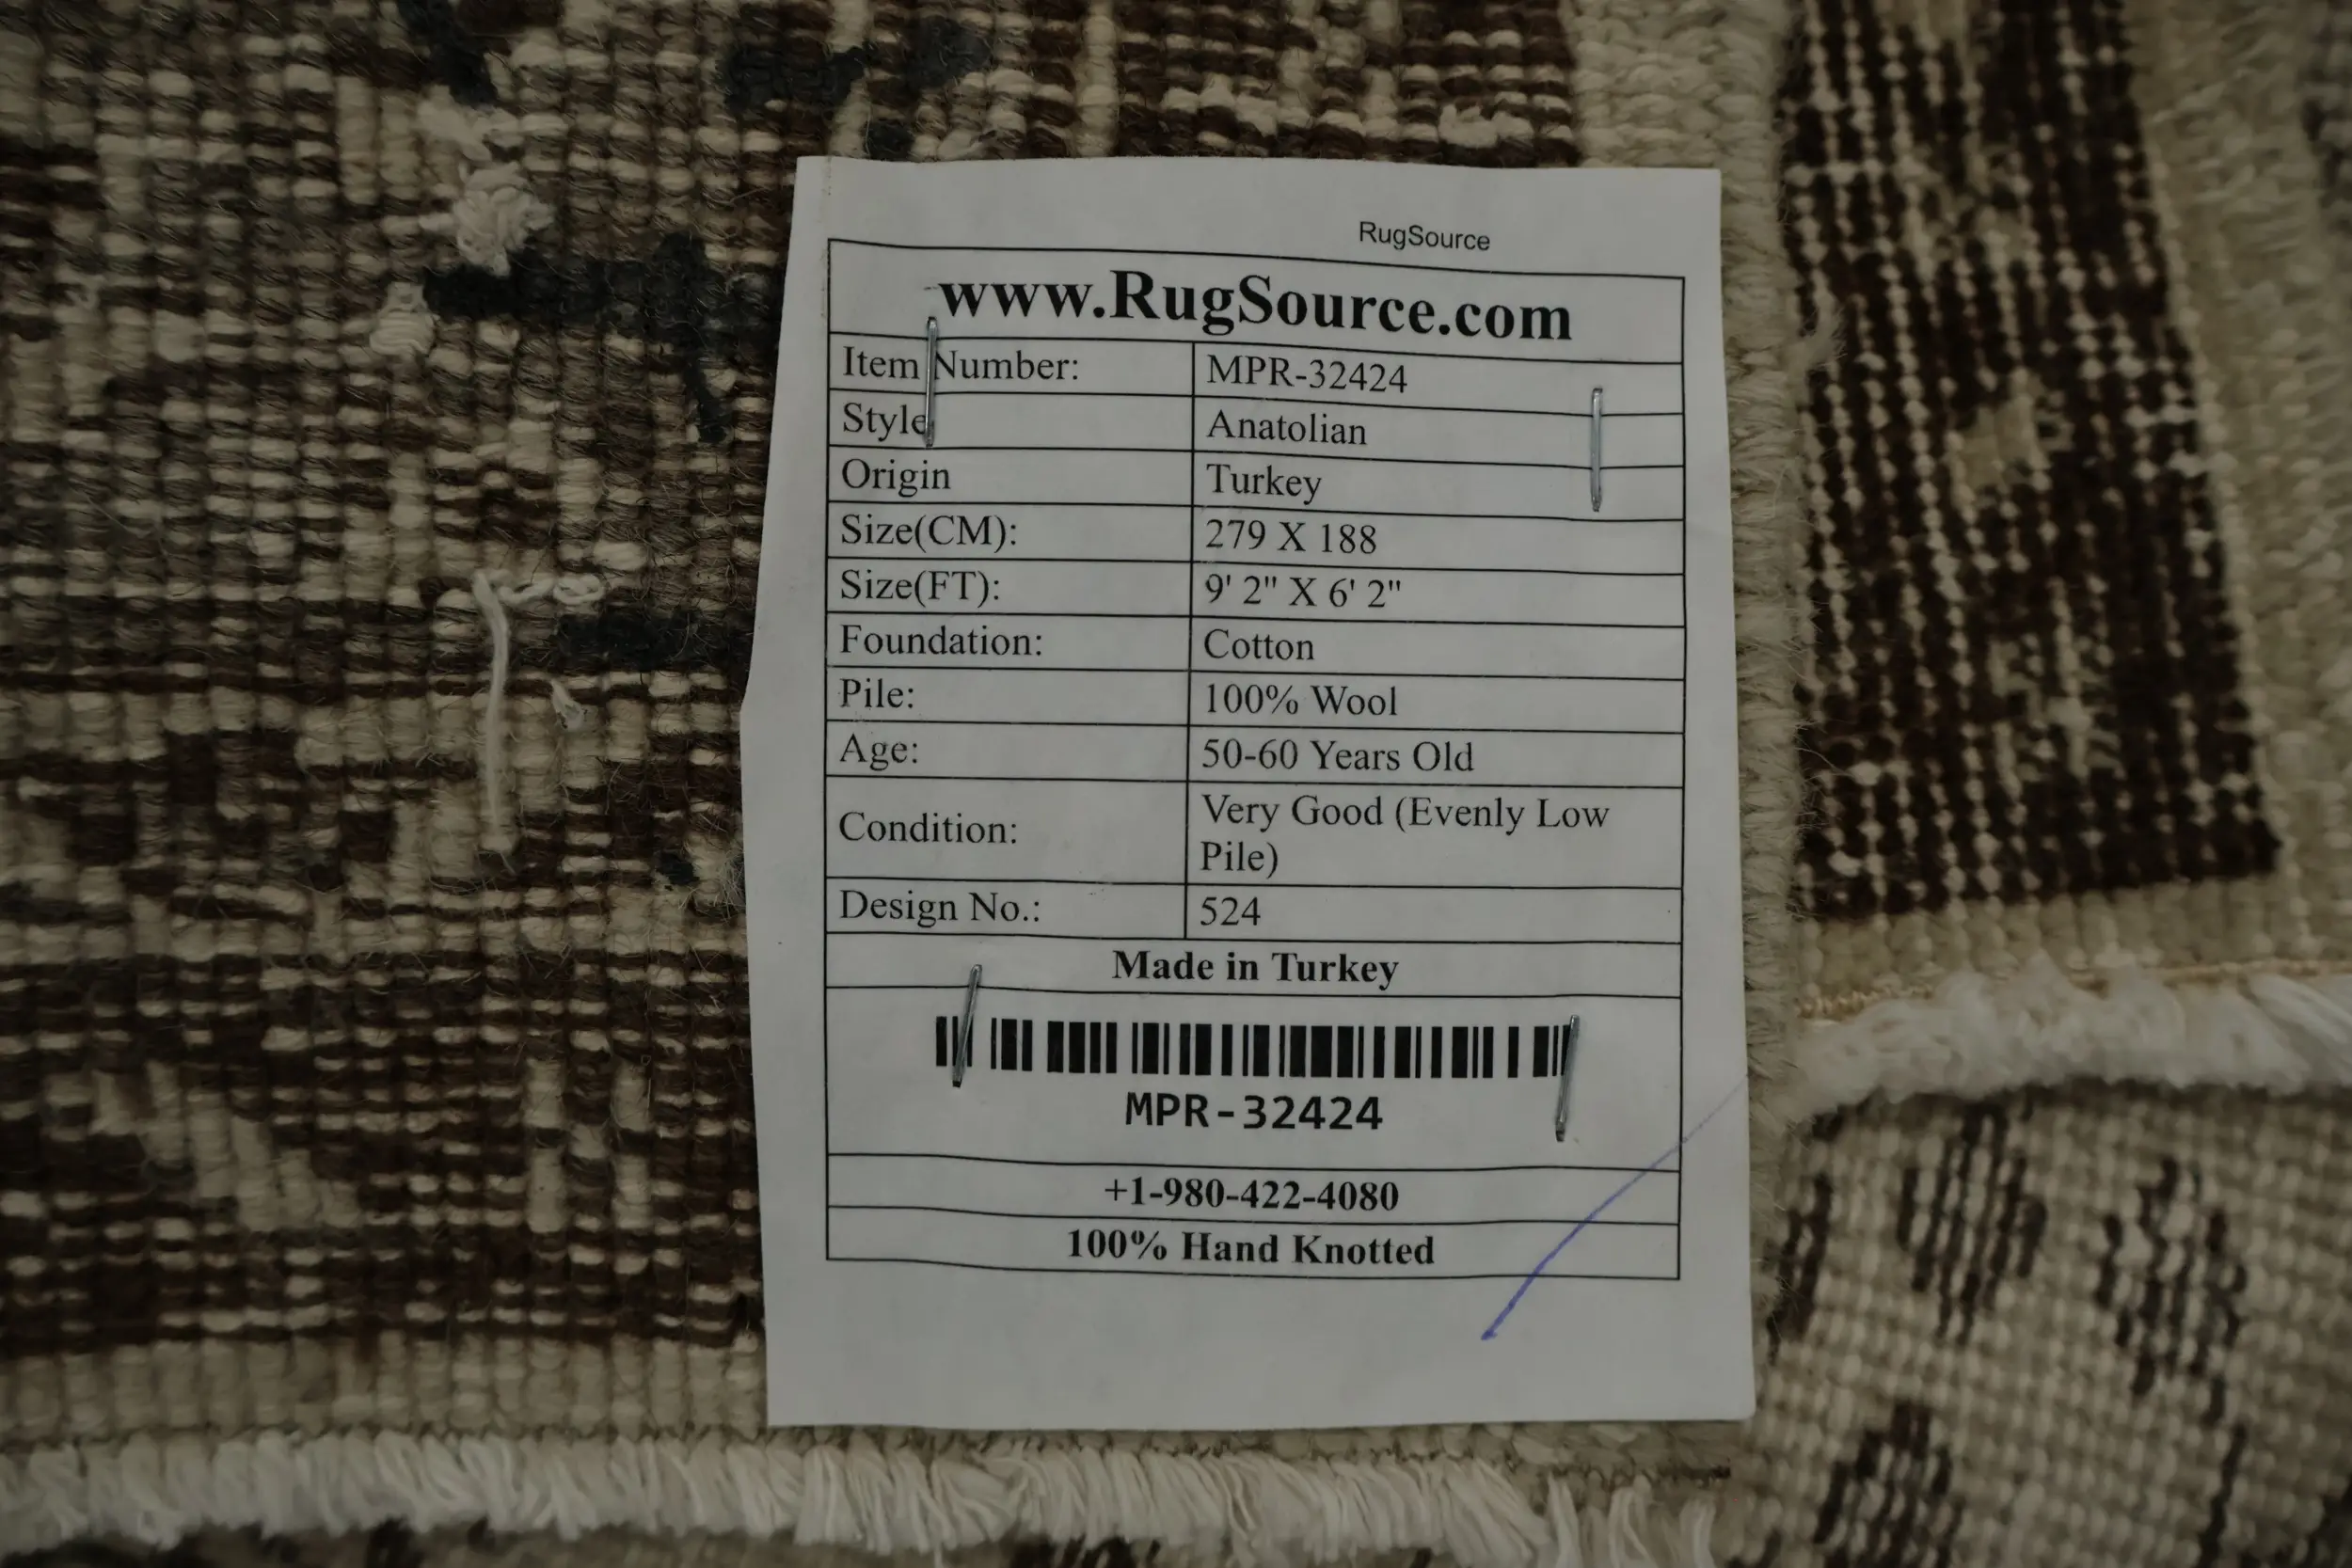 RugSource
www.RugSource.com
Item Number: MPR-32424
Style Anatolian
Origin Turkey
Size(CM): 279 X 188
Size(FT): 9' 2" X 6' 2"
Foundation: Cotton
Pile: 100% Wool
Age: 50-60 Years Old
Condition: Very Good (Evenly Low
Pile)
Design No.: 524
Made in Turkey
MPR-32424
+1-980-422-4080
100% Hand Knotted